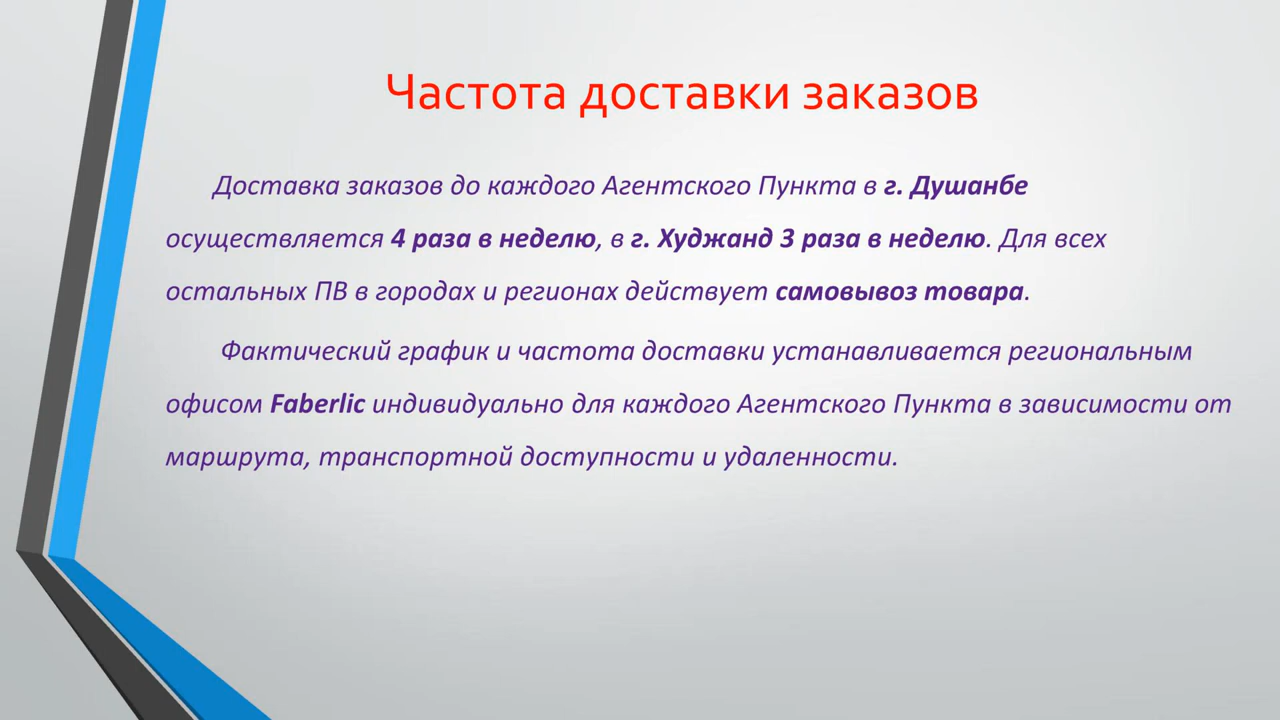 Частота доставки заказов
Доставка заказов до каждого Агентского Пункта в г. Душанбе
осуществляется 4 раза в неделю, в г. Худжанд 3 раза в неделю. Для всех
остальных ПВ в городах и регионах действует самовывоз товара.
Фактический график и частота доставки устанавливается региональным
офисом Faberlic индивидуально для каждого Агентского Пункта в зависимости от
маршрута, транспортной доступности и удаленности.